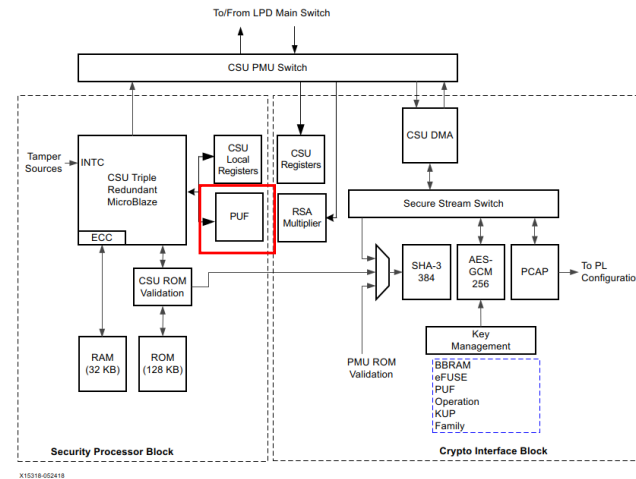 To/From LPD Main Switch
CSU PMU Switch
Tamper
Sources
INTC
CSU Triple
Redundant
MicroBlaze
ECC
CSU
Local
Registers
PUF
CSU ROM
Validation
RAM
(32 KB)
ROM
(128 KB)
Security Processor Block
CSU
Registers
RSA
Multiplier
CSU DMA
Secure Stream Switch
SHA-3
384
AES-
GCM
256
PCAP
To PL
Configuratio
Key
Management
PMU ROM
Validation
BBRAM
eFUSE
PUF
Operation
KUP
Family
Crypto Interface Block
X15318-052418